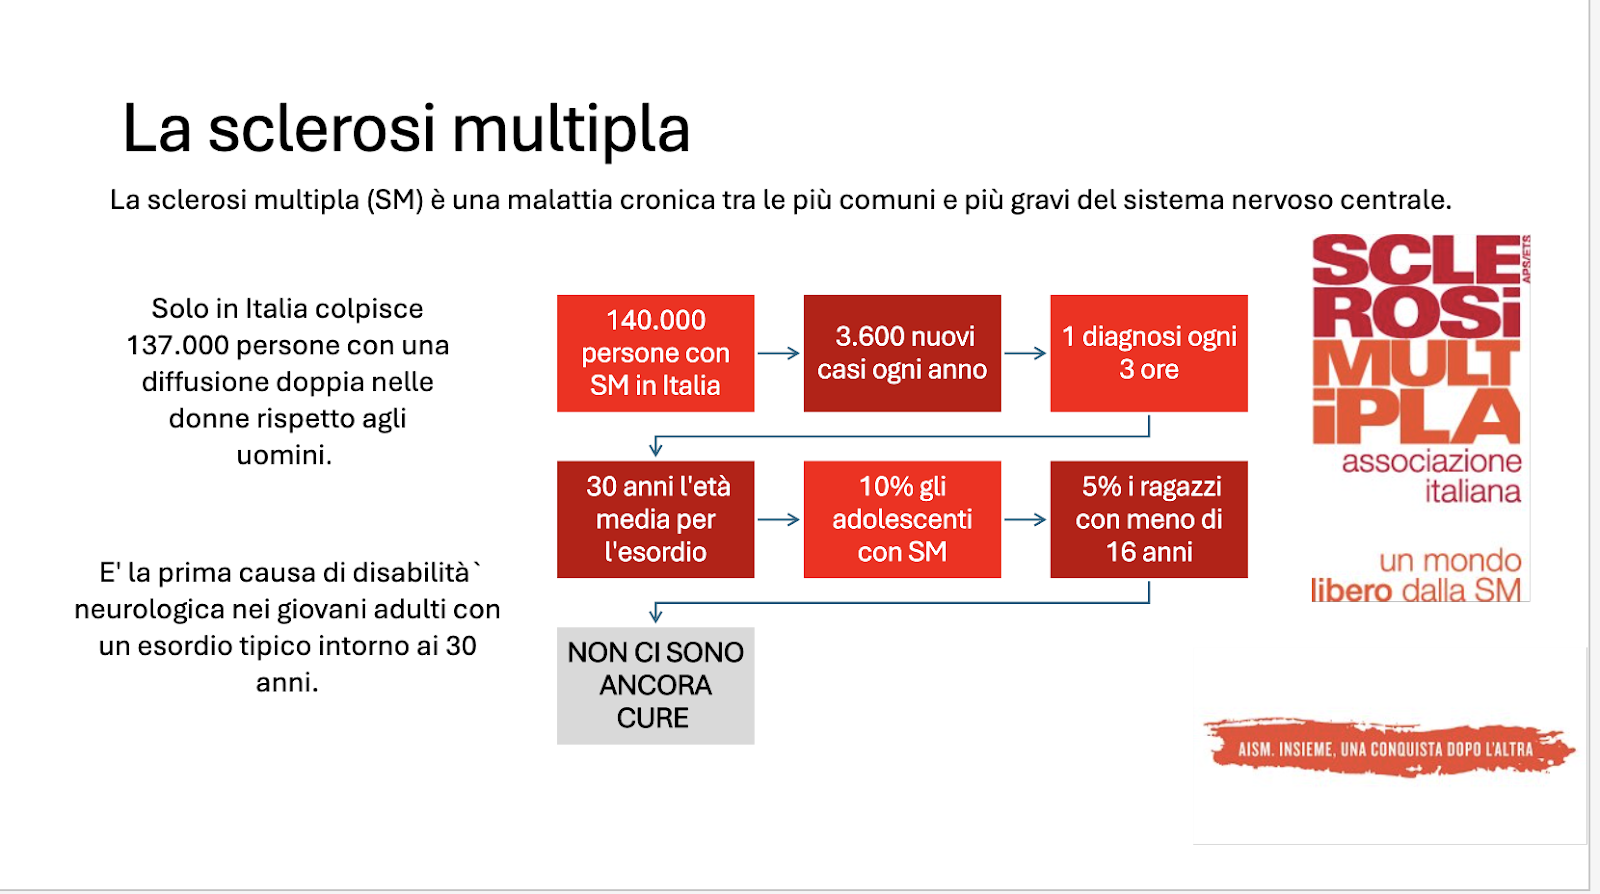 La sclerosi multipla
La sclerosi multipla (SM) è una malattia cronica tra le più comuni e più gravi del sistema nervoso centrale.
Solo in Italia colpisce
137.000 persone con una
diffusione doppia nelle
donne rispetto agli
uomini.
E' la prima causa di disabilità`
neurologica nei giovani adulti con
un esordio tipico intorno ai 30
anni.
140.000
persone con
SM in Italia
3.600 nuovi
casi ogni anno
1 diagnosi ogni
3 ore
30 anni l'età
media per
l'esordio
10% gli
adolescenti
con SM
5% i ragazzi
con meno di
16 anni
NON CI SONO
ANCORA
CURE
SCLE
ROSi
MULT
iPLA
APS/ETS
associazione
italiana
un mondo
libero dalla SM
AISM. INSIEME, UNA CONQUISTA DOPO L'ALTRA